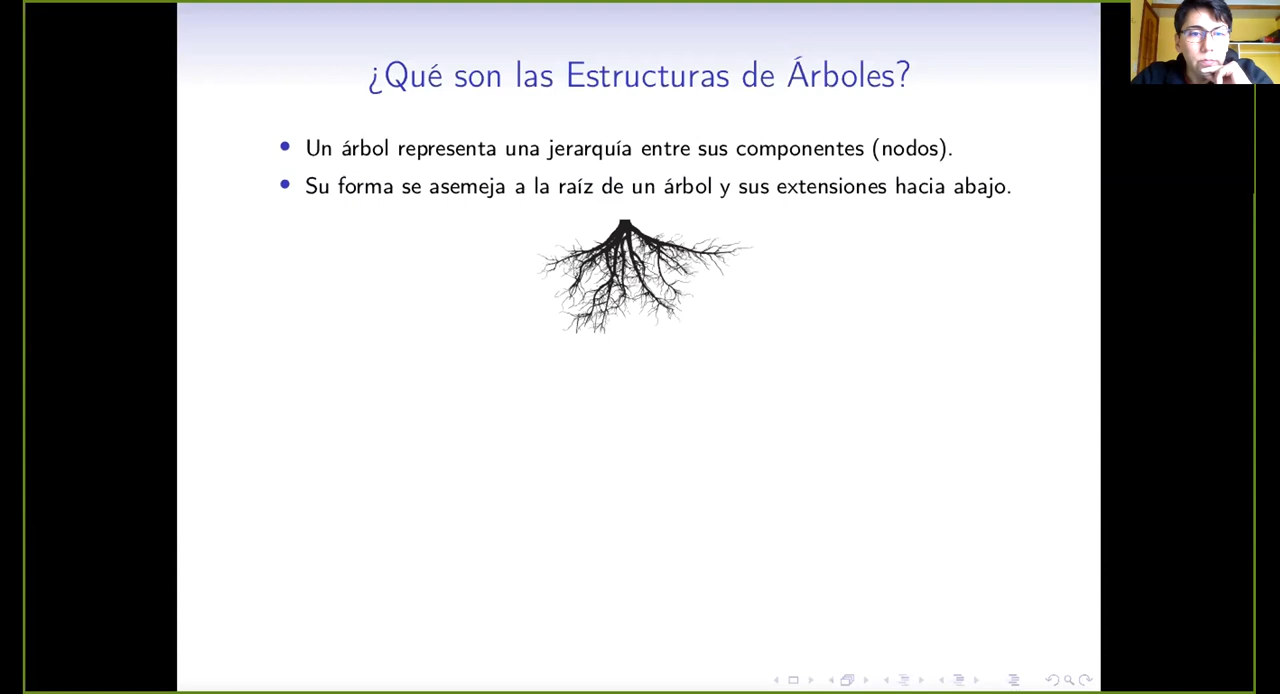 ¿Qué son las Estructuras de Árboles?
Un árbol representa una jerarquía entre sus componentes (nodos).
Su forma se asemeja a la raíz de un árbol y sus extensiones hacia abajo.